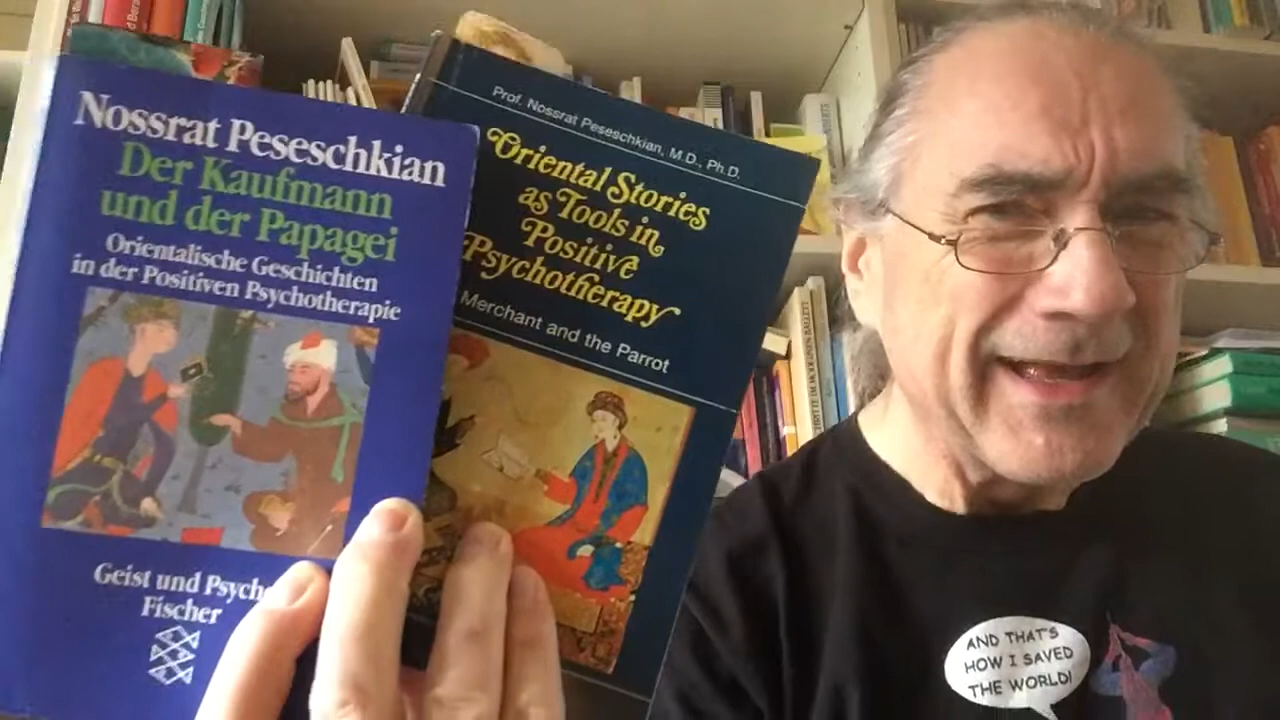 Nossrat Peseschkian
Der Kaufmann
und der Papagei
Orientalische Geschichten
in der Positiven Psychotherapie
Geist und Psyche
Fischer
Prof. Nossrat Peseschkian, M.D., Ph.D.
Oriental Stories
as Tools in
Positive
Psychotherapy
Merchant and the Parrot
AND THAT'S
HOW I SAVED
THE WORLD!